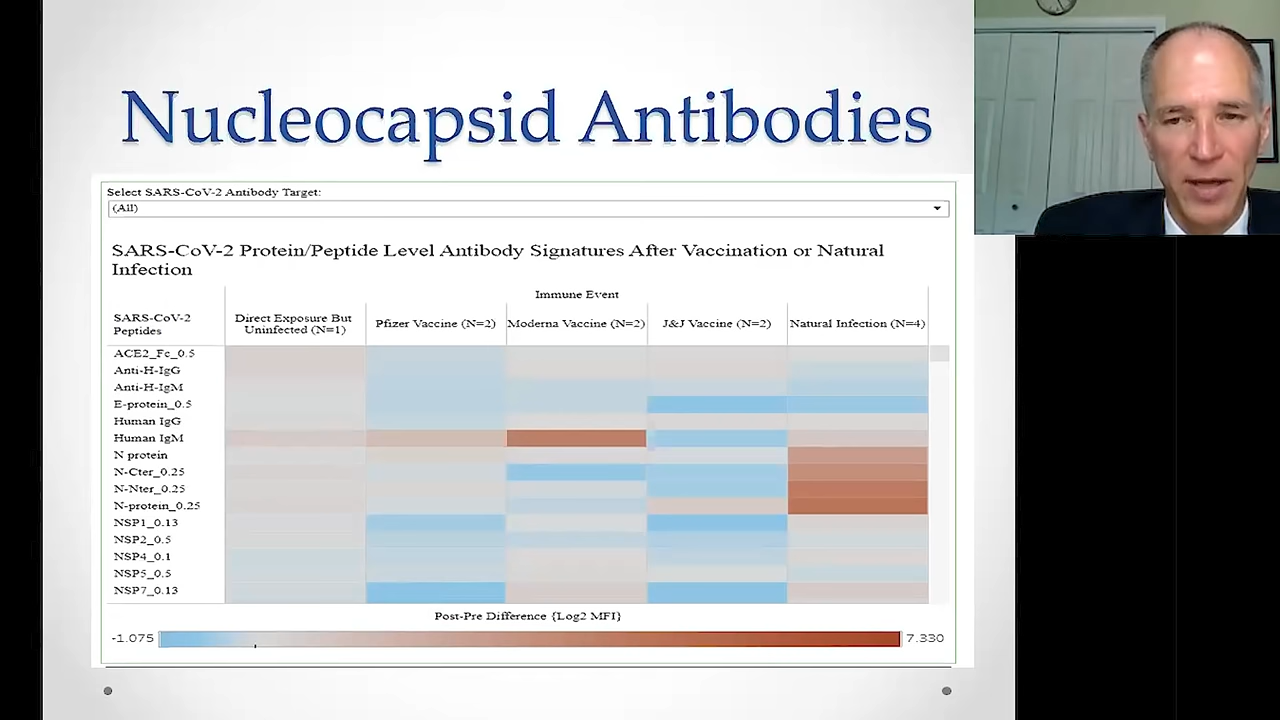 Nucleocapsid Antibodies
Select SARS-CoV-2 Antibody Target:
(All)
SARS-CoV-2 Protein/Peptide Level Antibody Signatures After Vaccination or Natural
Infection
Immune Event
SARS-CoV-2
Peptides
Direct Exposure But
Uninfected (N=1)
Pfizer Vaccine (N=2)
Moderna Vaccine (N=2)
J&J Vaccine (N=2)
Natural Infection (N=4)
ACE2_Fc_0.5
Anti-H-IgG
Anti-H-IgM
E-protein_0.5
Human IgG
Human IgM
N protein
N-Cter_0.25
N-Nter_0.25
N-protein_0.25
NSP1_0.13
NSP2_0.5
NSP4_0.1
NSP5_0.5
NSP7_0.13
Post-Pre Difference {Log2 MFI}
-1.075
7.330